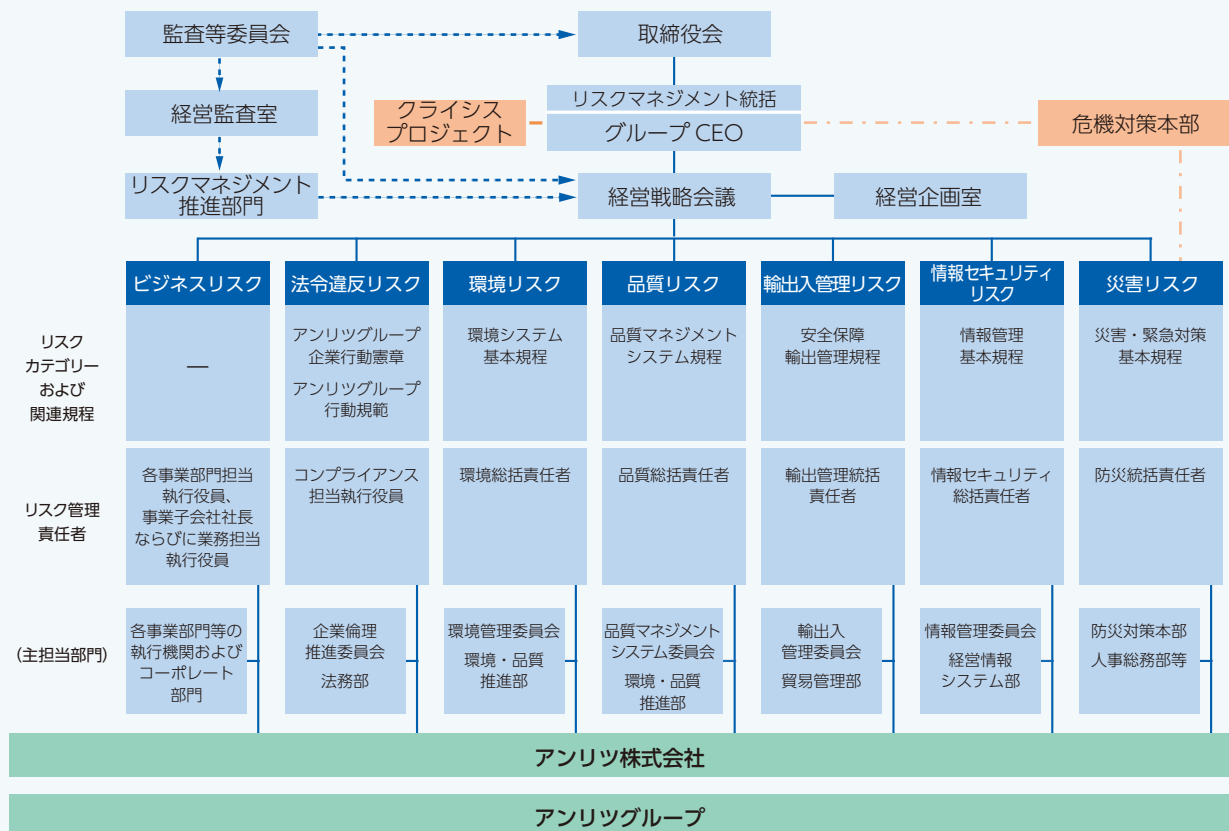 監査等委員会
取締役会
リスクマネジメント統括
クライシス
プロジェクト
グループ CEO
危機対策本部
経営監査室
リスクマネジメント
推進部門
経営戦略会議
経営企画室
ビジネスリスク
法令違反リスク
環境リスク
品質リスク
輸出入管理リスク
情報セキュリティ
リスク
災害リスク
リスク
カテゴリー
および
関連規程
―
アンリツグループ
企業行動憲章
アンリツグループ
行動規範
環境システム
基本規程
品質マネジメント
システム規程
安全保障
輸出管理規程
情報管理
基本規程
災害・緊急対策
基本規程
リスク管理
責任者
各事業部門担当
執行役員、
事業子会社社長
ならびに業務担当
執行役員
コンプライアンス
担当執行役員
環境総括責任者
品質総括責任者
輸出管理統括
責任者
情報セキュリティ
総括責任者
防災統括責任者
(主担当部門)
各事業部門等の
執行機関および
コーポレート
部門
企業倫理
推進委員会
法務部
環境管理委員会
環境・品質
推進部
品質マネジメント
システム委員会
環境・品質
推進部
輸出入
管理委員会
貿易管理部
情報管理委員会
経営情報
システム部
防災対策本部
人事総務部等
アンリツ株式会社
アンリツグループ